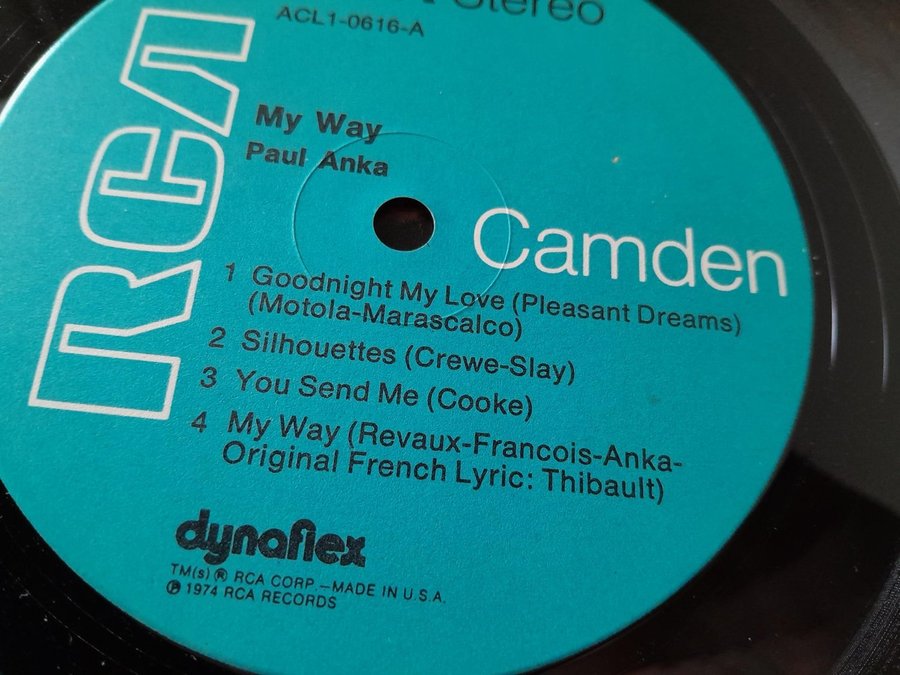 Stereo
ACL1-0616-A
RCA
My Way
Paul Anka
Camden
1 Goodnight My Love (Pleasant Dreams)
(Motola-Marascalco)
2 Silhouettes (Crewe-Slay)
3 You Send Me (Cooke)
4 My Way (Revaux-Francois-Anka-
Original French Lyric: Thibault)
dynaflex
TM(s) ® RCA CORP.—MADE IN U.S.A.
℗ 1974 RCA RECORDS